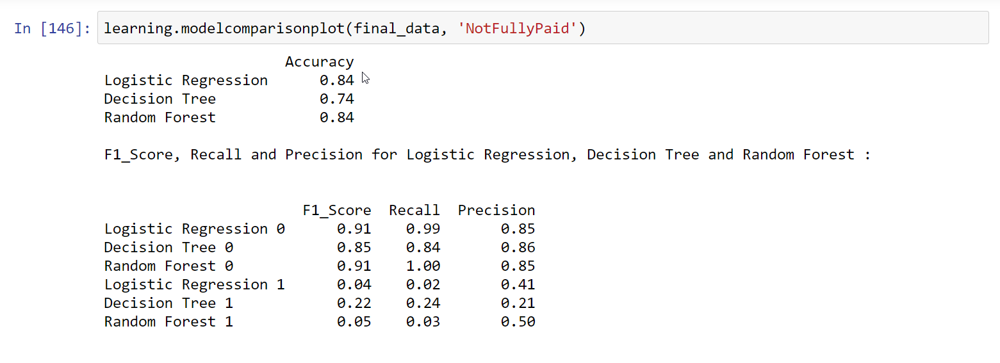 In [146]: learning.modelcomparisonplot(final_data, 'NotFullyPaid')
Accuracy
Logistic Regression 0.84
Decision Tree 0.74
Random Forest 0.84
F1_Score, Recall and Precision for Logistic Regression, Decision Tree and Random Forest :
F1_Score Recall Precision
Logistic Regression 0 0.91 0.99 0.85
Decision Tree 0 0.85 0.84 0.86
Random Forest 0 0.91 1.00 0.85
Logistic Regression 1 0.04 0.02 0.41
Decision Tree 1 0.22 0.24 0.21
Random Forest 1 0.05 0.03 0.50